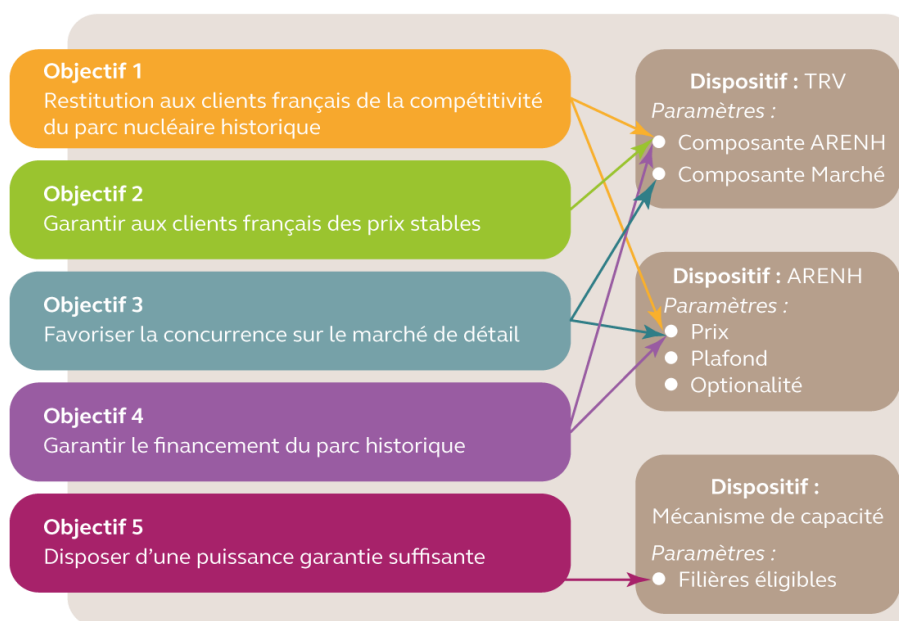 Objectif 1
Restitution aux clients français de la compétitivité
du parc nucléaire historique
Objectif 2
Garantir aux clients français des prix stables
Objectif 3
Favoriser la concurrence sur le marché de détail
Objectif 4
Garantir le financement du parc historique
Objectif 5
Disposer d'une puissance garantie suffisante
Dispositif : TRV
Paramètres :
Composante ARENH
Composante Marché
Dispositif : ARENH
Paramètres :
Prix
Plafond
Optionalité
Dispositif :
Mécanisme de capacité
Paramètres :
Filières éligibles